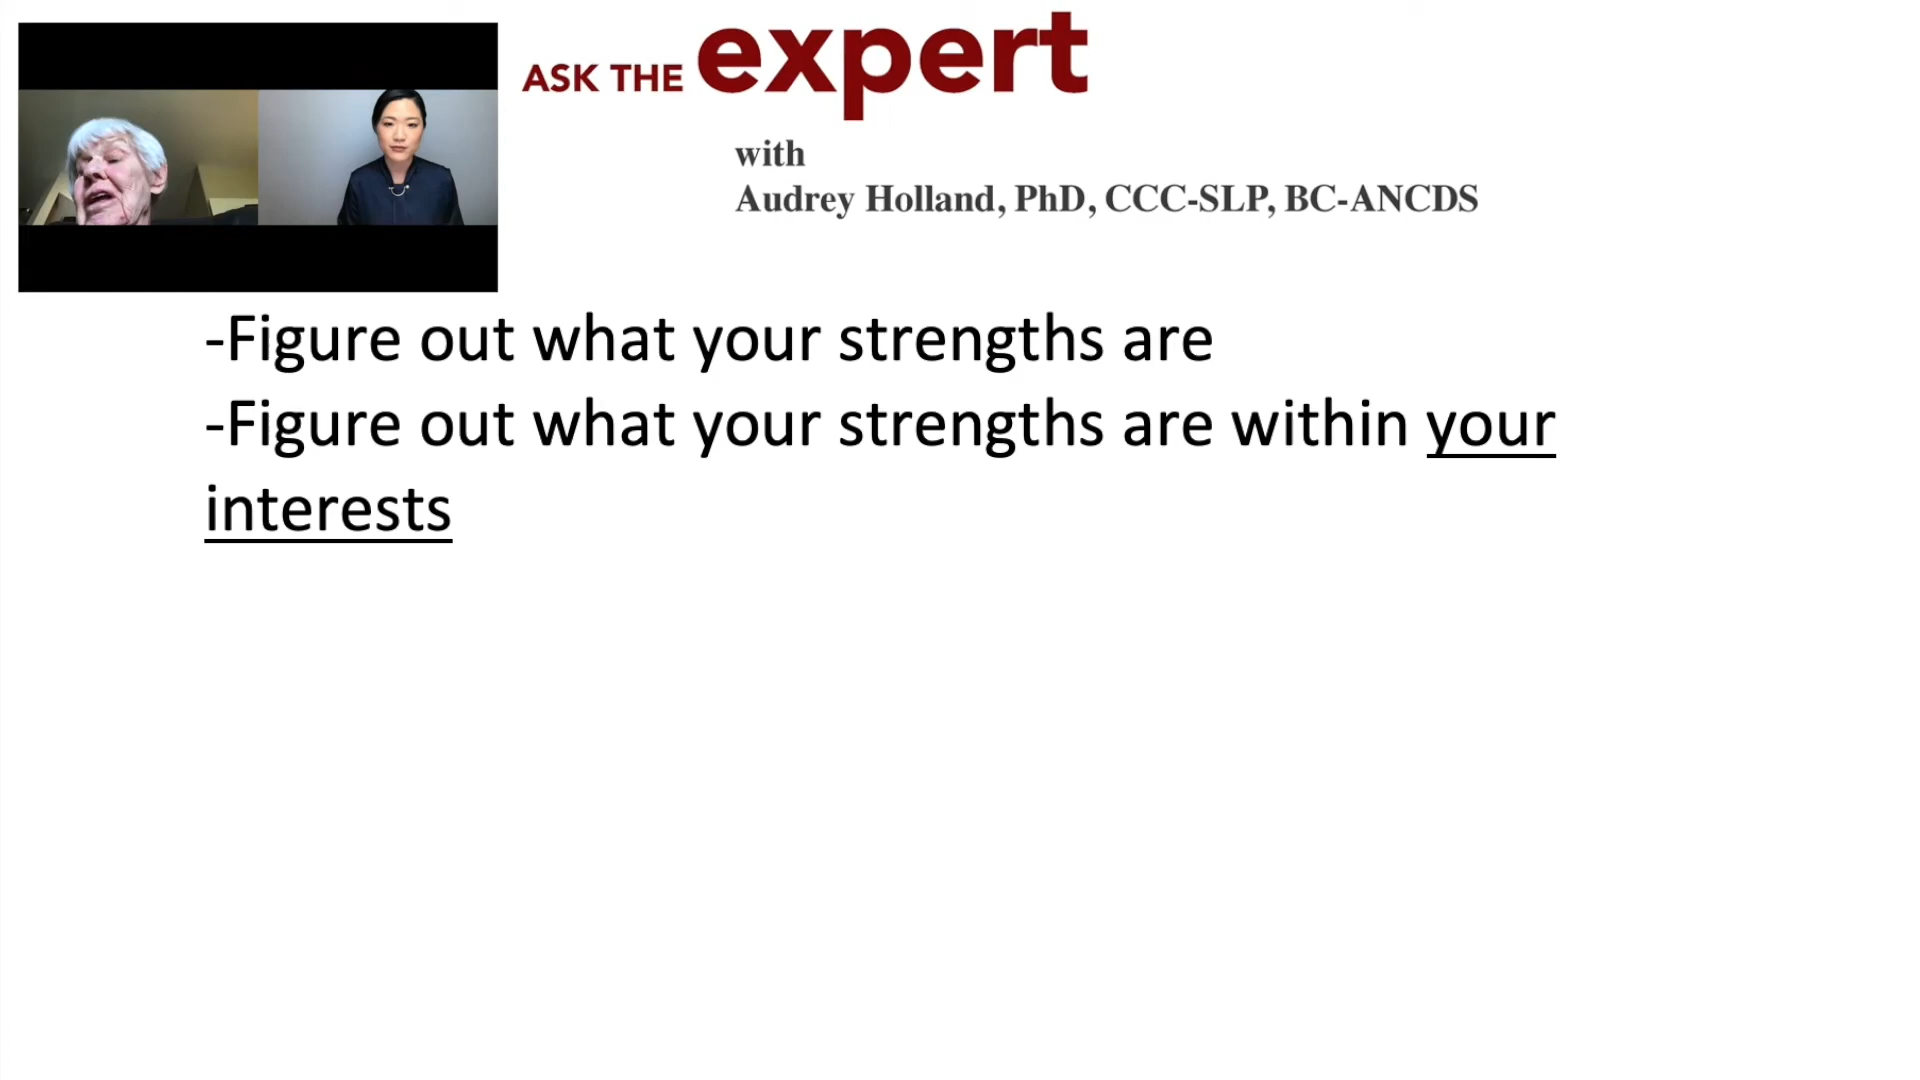 ASK THE expert
with
Audrey Holland, PhD, CCC-SLP, BC-ANCDS
-Figure out what your strengths are
-Figure out what your strengths are within your
interests